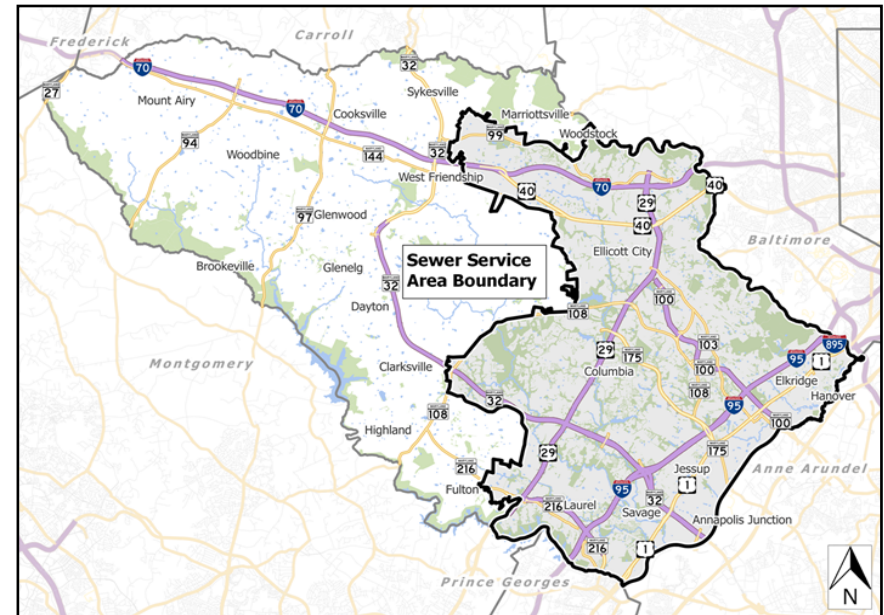 Frederick
Carroll
27
70
Mount Airy
94
Woodbine
70
Cooksville
144
32
Sykesville
99
Marriottsville
Woodstock
32
West Friendship
40
70
29
40
40
97
Glenwood
Ellicott City
Baltimore
Brookeville
Glenelg
32
Dayton
Sewer Service
Area Boundary
108
100
Montgomery
29
175
103
895
95
1
Columbia
100
Elkridge
Clarksville
32
108
95
Hanover
108
100
Highland
29
175
Anne Arundel
216
Jessup
Fulton
95
1
216
Laurel
32
Savage
Annapolis Junction
216
1
Prince Georges
N